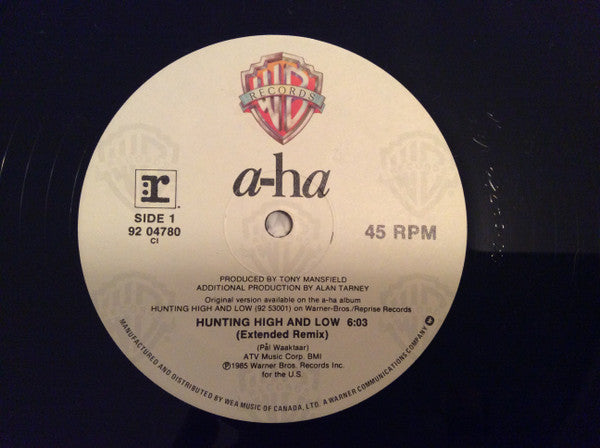 WB
RECORDS
a-ha
r
SIDE 1
92 04780
CI
45 RPM
PRODUCED BY TONY MANSFIELD
ADDITIONAL PRODUCTION BY ALAN TARNEY
Original version available on the a-ha album
HUNTING HIGH AND LOW (92 53001) on Warner-Bros./Reprise Records
HUNTING HIGH AND LOW 6:03
(Extended Remix)
(Pål Waaktaar)
ATV Music Corp. BMI
℗1985 Warner Bros. Records Inc.
for the U.S.
MANUFACTURED AND DISTRIBUTED BY WEA MUSIC OF CANADA, LTD. A WARNER COMMUNICATIONS COMPANY